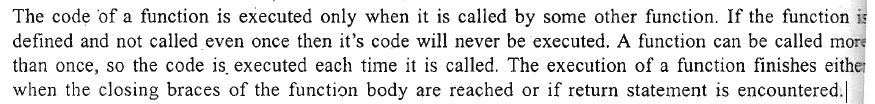 The code of a function is executed only when it is called by some other function. If the function is
defined and not called even once then it's code will never be executed. A function can be called more
than once, so the code is executed each time it is called. The execution of a function finishes either
when the closing braces of the function body are reached or if return statement is encountered.